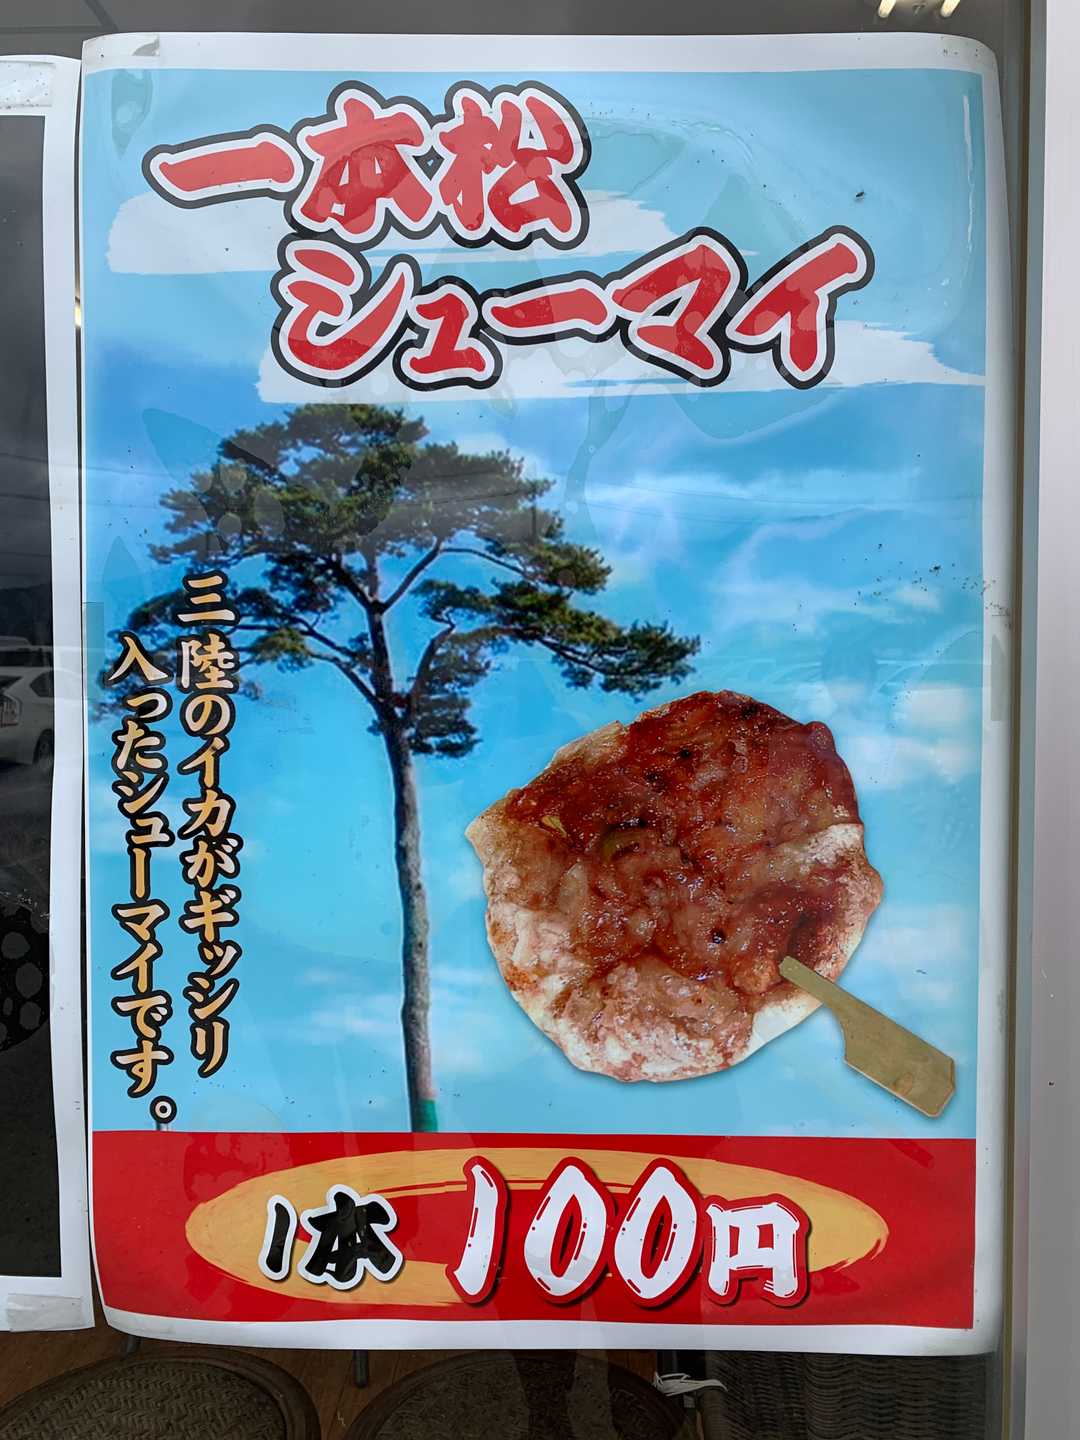 一本松
シューマイ
三陸のイカがギッシリ
入ったシューマイです。
1本 100円